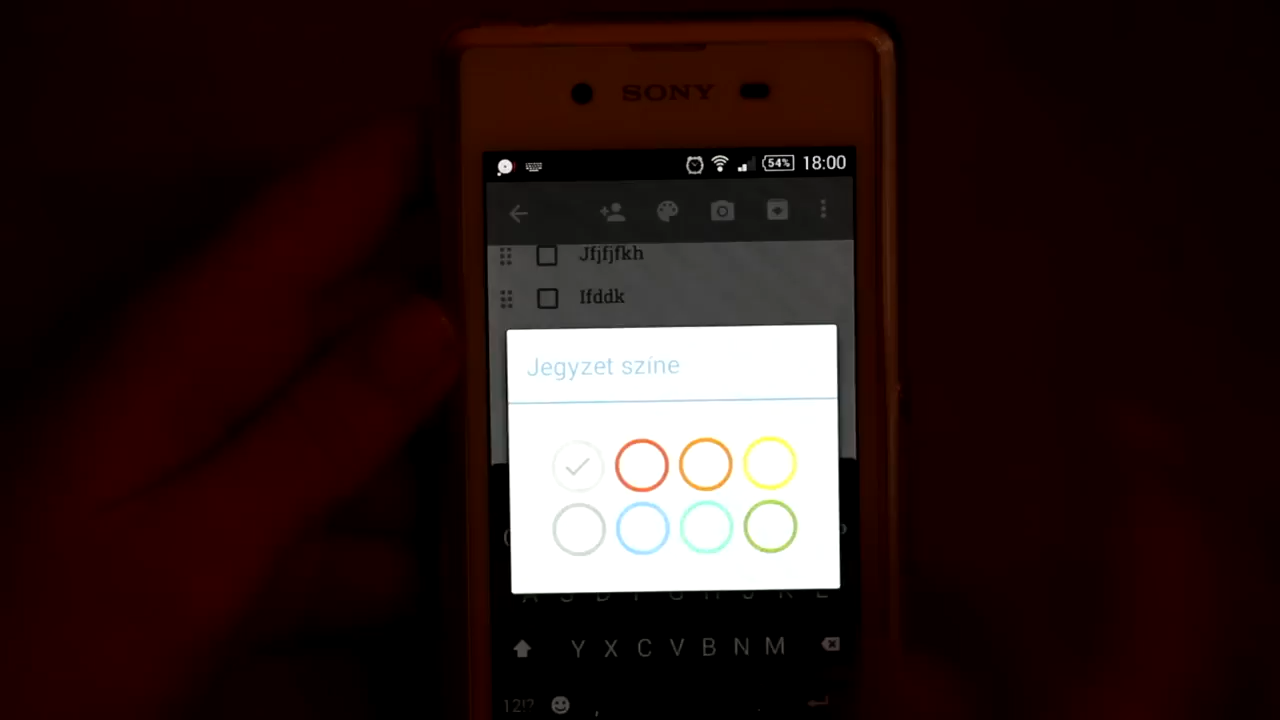 SONY
54% 18:00
Jfjfjfkh
Ifddk
Jegyzet színe
Y X C V B N M
12!?
,
.